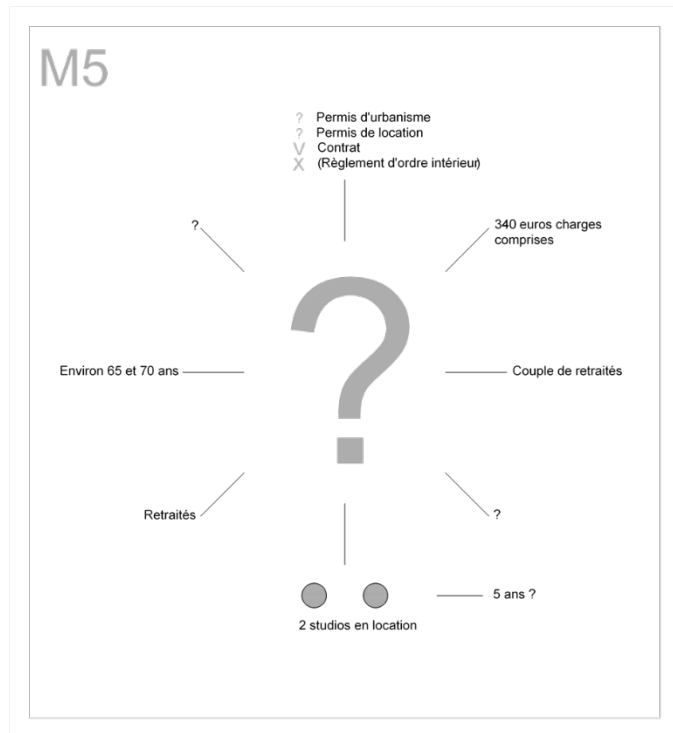 M5
? Permis d'urbanisme
? Permis de location
V Contrat
X (Règlement d'ordre intérieur)
?
340 euros charges
comprises
?
Environ 65 et 70 ans
Couple de retraités
Retraités
?
5 ans ?
2 studios en location